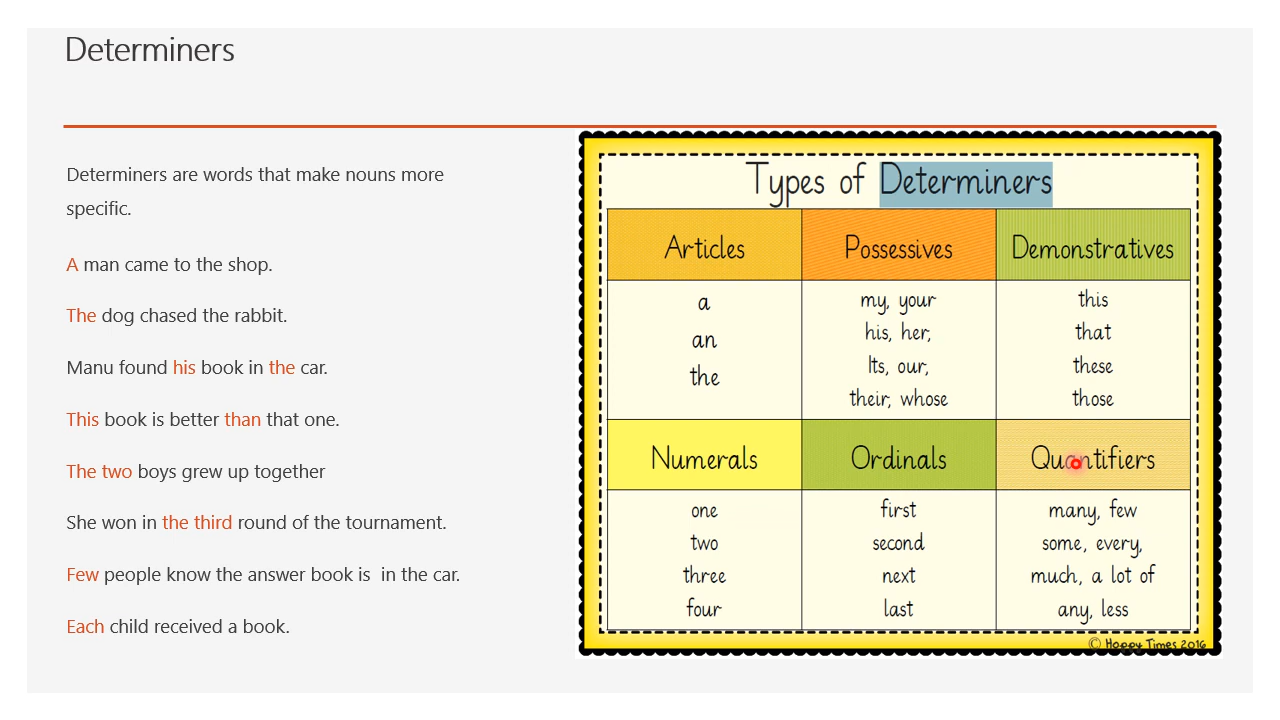 Determiners
Determiners are words that make nouns more
specific.
A man came to the shop.
The dog chased the rabbit.
Manu found his book in the car.
This book is better than that one.
The two boys grew up together
She won in the third round of the tournament.
Few people know the answer book is  in the car.
Each child received a book.
Types of Determiners
Articles
Possessives
Demonstratives
a
an
the
my, your
his, her,
Its, our,
their, whose
this
that
these
those
Numerals
Ordinals
Quantifiers
one
two
three
four
first
second
next
last
many, few
some, every,
much, a lot of
any, less
© Happy Times 2016